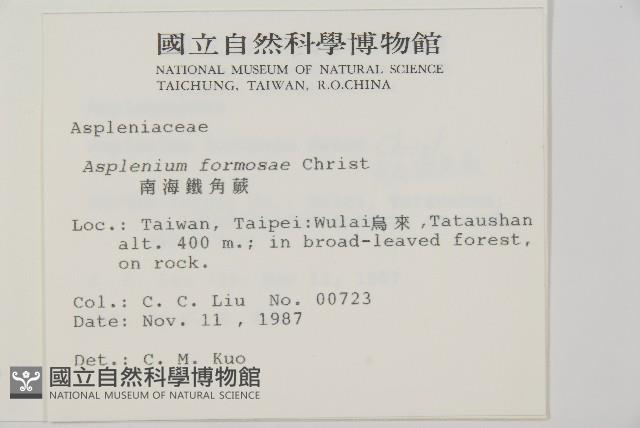 國立自然科學博物館
NATIONAL MUSEUM OF NATURAL SCIENCE
TAICHUNG, TAIWAN, R.O.CHINA
Aspleniaceae
Asplenium formosae Christ
南海鐵角蕨
Loc.: Taiwan, Taipei:Wulai烏來,Tataushan
alt. 400 m.; in broad-leaved forest,
on rock.
Col.: C. C. Liu No. 00723
Date: Nov. 11 , 1987
Det.: C. M. Kuo
國立自然科學博物館
NATIONAL MUSEUM OF NATURAL SCIENCE